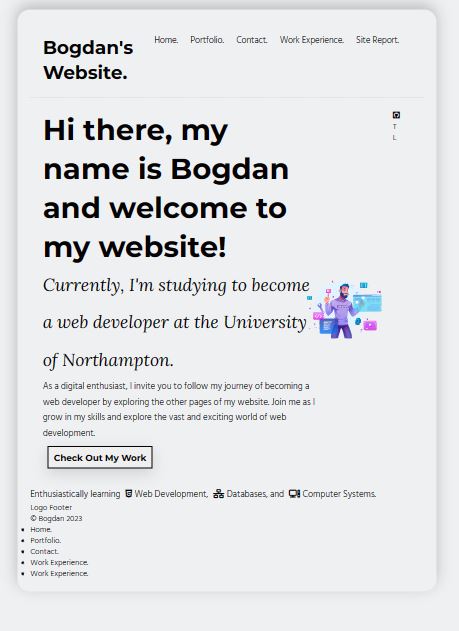 Bogdan's
Website.
Home. Portfolio. Contact. Work Experience. Site Report.
T
L
Hi there, my
name is Bogdan
and welcome to
my website!
Currently, I'm studying to become
a web developer at the University
of Northampton.
As a digital enthusiast, I invite you to follow my journey of becoming a
web developer by exploring the other pages of my website. Join me as I
grow in my skills and explore the vast and exciting world of web
development.
Check Out My Work
Enthusiastically learning Web Development, Databases, and Computer Systems.
Logo Footer
© Bogdan 2023
Home.
Portfolio.
Contact.
Work Experience.
Work Experience.